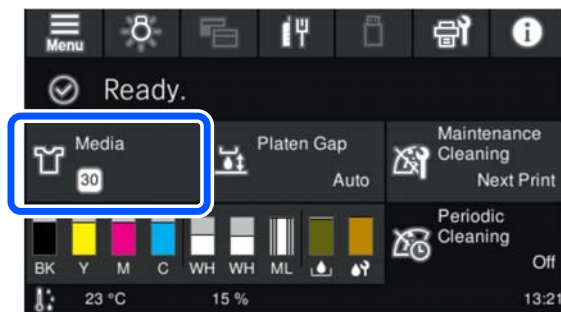 Menu
Ready.
Media
30
Platen Gap
Auto
Maintenance
Cleaning
Next Print
BK Y M C WH WH ML
Periodic
Cleaning
Off
23 °C 15 % 13:21